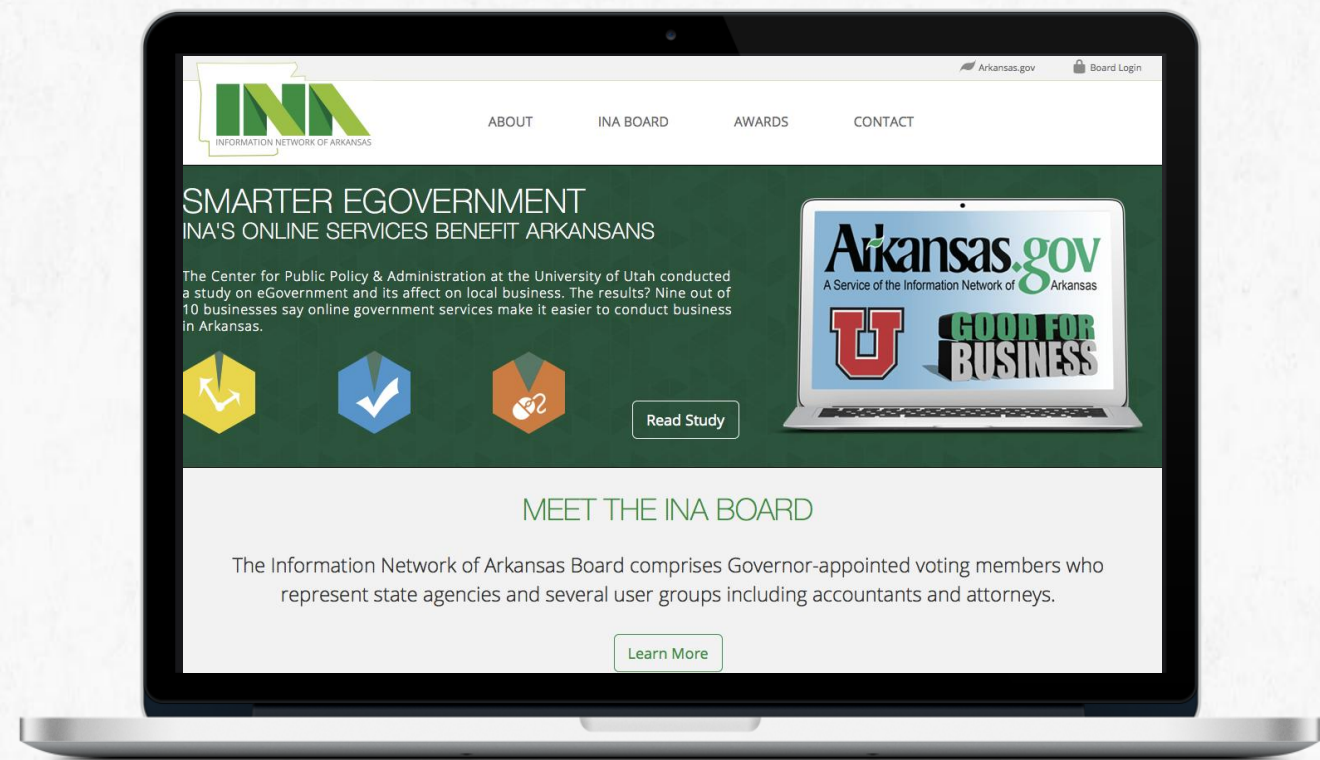 Arkansas.gov
Board Login
INA
INFORMATION NETWORK OF ARKANSAS
ABOUT
INA BOARD
AWARDS
CONTACT
SMARTER EGOVERNMENT
INA'S ONLINE SERVICES BENEFIT ARKANSANS
The Center for Public Policy & Administration at the University of Utah conducted
a study on eGovernment and its affect on local business. The results? Nine out of
10 businesses say online government services make it easier to conduct business
in Arkansas.
Read Study
Arkansas.gov
A Service of the Information Network of Arkansas
U
GOOD FOR
BUSINESS
MEET THE INA BOARD
The Information Network of Arkansas Board comprises Governor-appointed voting members who
represent state agencies and several user groups including accountants and attorneys.
Learn More